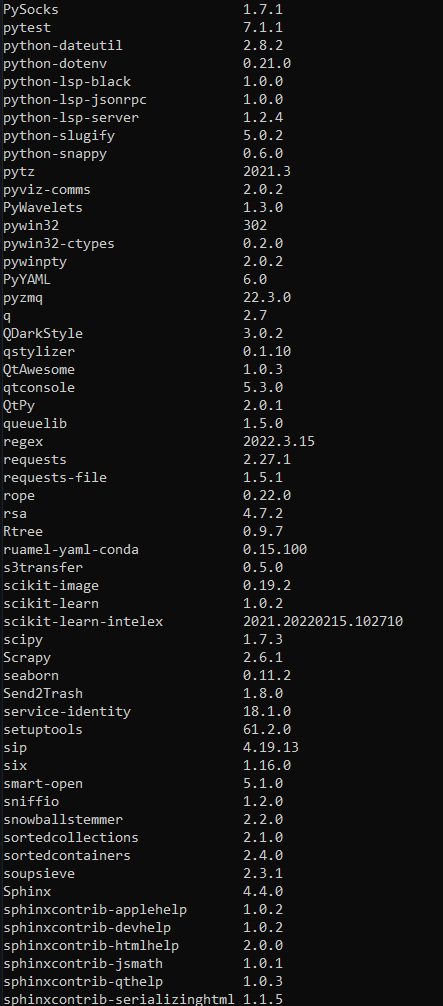 PySocks 1.7.1
pytest 7.1.1
python-dateutil 2.8.2
python-dotenv 0.21.0
python-lsp-black 1.0.0
python-lsp-jsonrpc 1.0.0
python-lsp-server 1.2.4
python-slugify 5.0.2
python-snappy 0.6.0
pytz 2021.3
pyviz-comms 2.0.2
PyWavelets 1.3.0
pywin32 302
pywin32-ctypes 0.2.0
pywinpty 2.0.2
PyYAML 6.0
pyzmq 22.3.0
q 2.7
QDarkStyle 3.0.2
qstylizer 0.1.10
QtAwesome 1.0.3
qtconsole 5.3.0
QtPy 2.0.1
queuelib 1.5.0
regex 2022.3.15
requests 2.27.1
requests-file 1.5.1
rope 0.22.0
rsa 4.7.2
Rtree 0.9.7
ruamel-yaml-conda 0.15.100
s3transfer 0.5.0
scikit-image 0.19.2
scikit-learn 1.0.2
scikit-learn-intelex 2021.20220215.102710
scipy 1.7.3
Scrapy 2.6.1
seaborn 0.11.2
Send2Trash 1.8.0
service-identity 18.1.0
setuptools 61.2.0
sip 4.19.13
six 1.16.0
smart-open 5.1.0
sniffio 1.2.0
snowballstemmer 2.2.0
sortedcollections 2.1.0
sortedcontainers 2.4.0
soupsieve 2.3.1
Sphinx 4.4.0
sphinxcontrib-applehelp 1.0.2
sphinxcontrib-devhelp 1.0.2
sphinxcontrib-htmlhelp 2.0.0
sphinxcontrib-jsmath 1.0.1
sphinxcontrib-qthelp 1.0.3
sphinxcontrib-serializinghtml 1.1.5